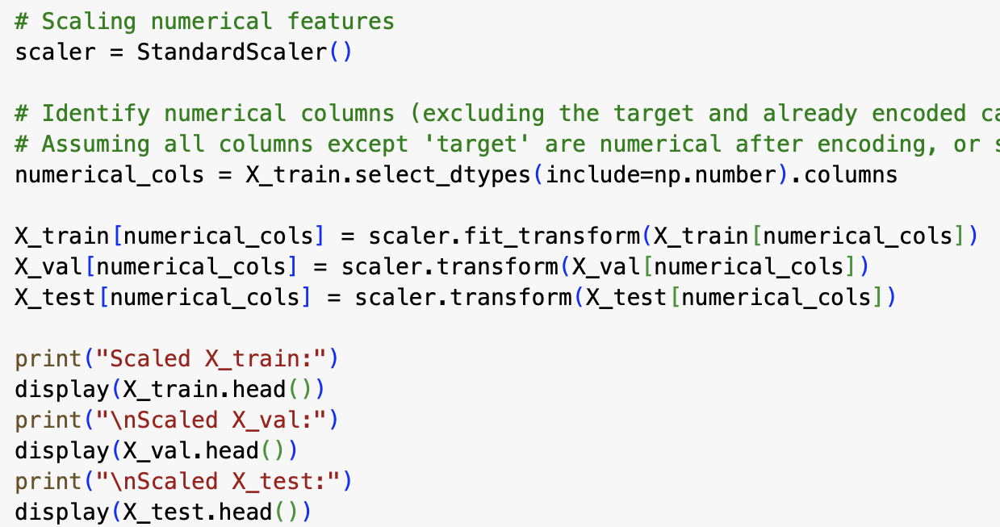 # Scaling numerical features
scaler = StandardScaler()
# Identify numerical columns (excluding the target and already encoded
# Assuming all columns except 'target' are numerical after encoding, or
numerical_cols = X_train.select_dtypes(include=np.number).columns
X_train[numerical_cols] = scaler.fit_transform(X_train[numerical_cols])
X_val[numerical_cols] = scaler.transform(X_val[numerical_cols])
X_test[numerical_cols] = scaler.transform(X_test[numerical_cols])
print("Scaled X_train:")
display(X_train.head())
print("\nScaled X_val:")
display(X_val.head())
print("\nScaled X_test:")
display(X_test.head())